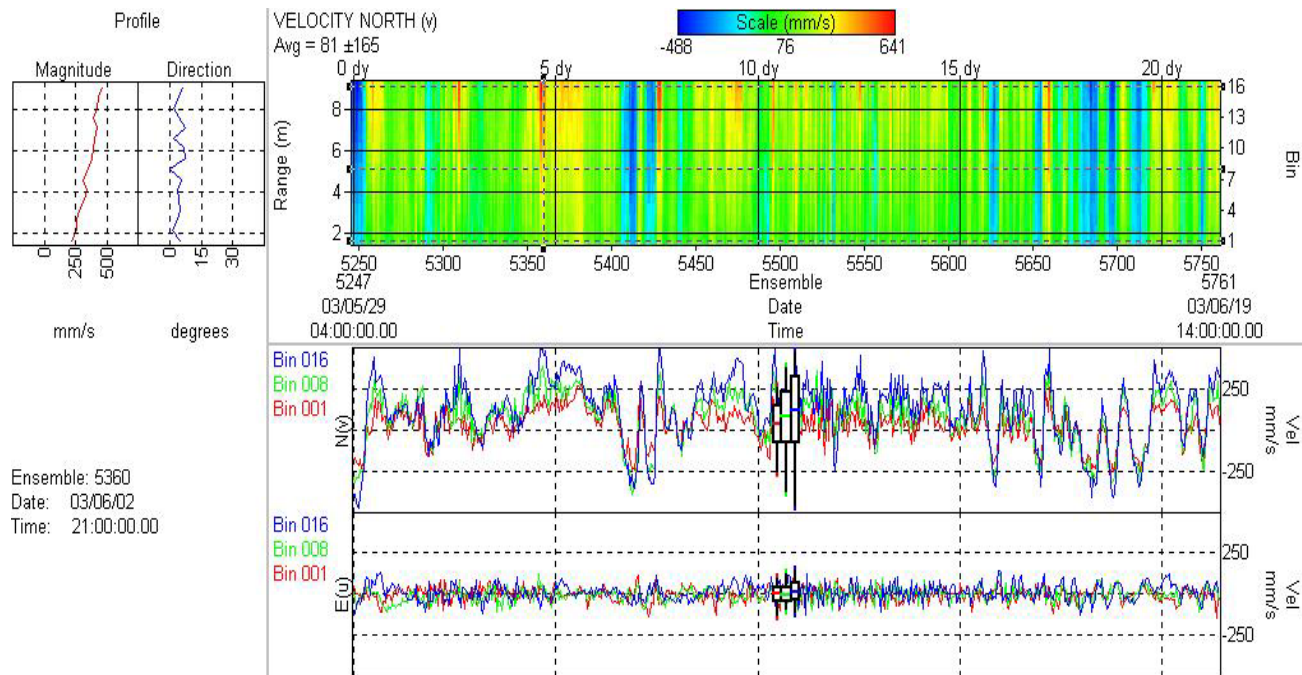 Profile
Magnitude Direction
0 250 500 0 15 30
mm/s degrees
Ensemble: 5360
Date: 03/06/02
Time: 21:00:00.00
VELOCITY NORTH (v)
Avg = 81 ±165
Scale (mm/s)
-488 76 641
0 dy 5 dy 10 dy 15 dy 20 dy
Range (m)
8
6
4
2
16
13
10
7
4
1
Bin
5250 5300 5350 5400 5450 5500 5550 5600 5650 5700 5750
5247 Ensemble 5761
03/05/29 Date 03/06/19
04:00:00.00 Time 14:00:00.00
Bin 016
Bin 008
Bin 001
N(v)
250
-250
Vel
mm/s
Bin 016
Bin 008
Bin 001
E(u)
250
-250
Vel
mm/s